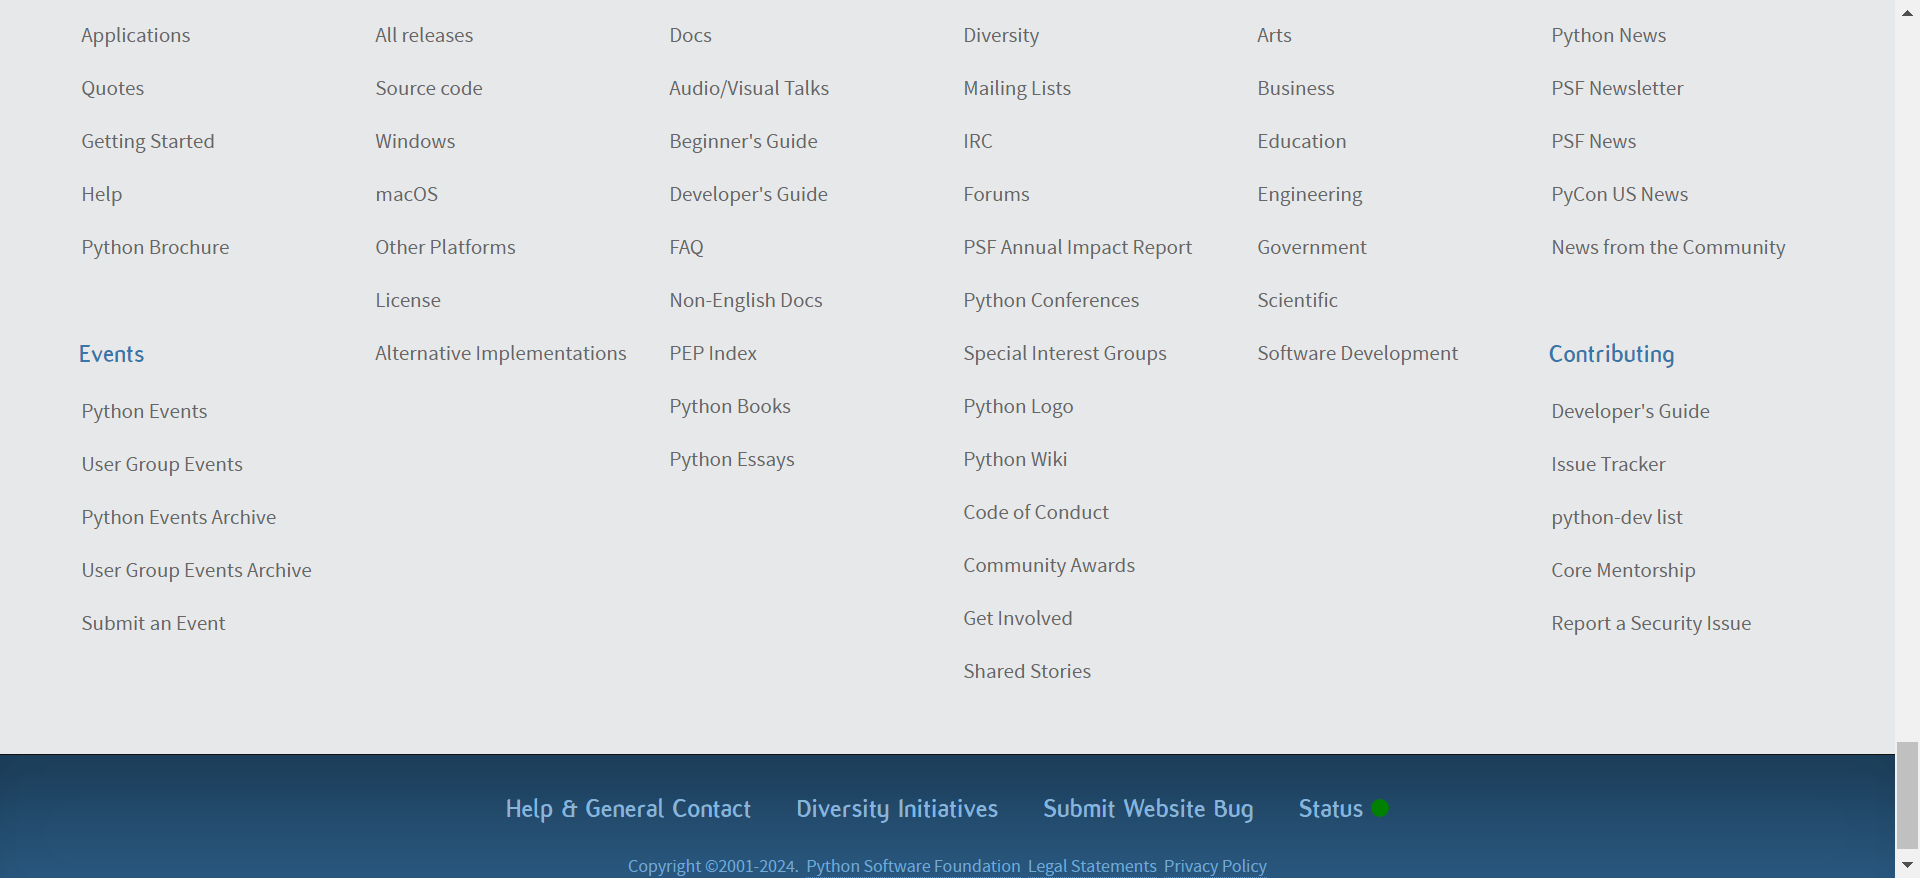 Applications
Quotes
Getting Started
Help
Python Brochure
Events
Python Events
User Group Events
Python Events Archive
User Group Events Archive
Submit an Event
All releases
Source code
Windows
macOS
Other Platforms
License
Alternative Implementations
Docs
Audio/Visual Talks
Beginner's Guide
Developer's Guide
FAQ
Non-English Docs
PEP Index
Python Books
Python Essays
Diversity
Mailing Lists
IRC
Forums
PSF Annual Impact Report
Python Conferences
Special Interest Groups
Python Logo
Python Wiki
Code of Conduct
Community Awards
Get Involved
Shared Stories
Arts
Business
Education
Engineering
Government
Scientific
Software Development
Python News
PSF Newsletter
PSF News
PyCon US News
News from the Community
Contributing
Developer's Guide
Issue Tracker
python-dev list
Core Mentorship
Report a Security Issue
Help & General Contact Diversity Initiatives Submit Website Bug Status
Copyright ©2001-2024. Python Software Foundation Legal Statements Privacy Policy